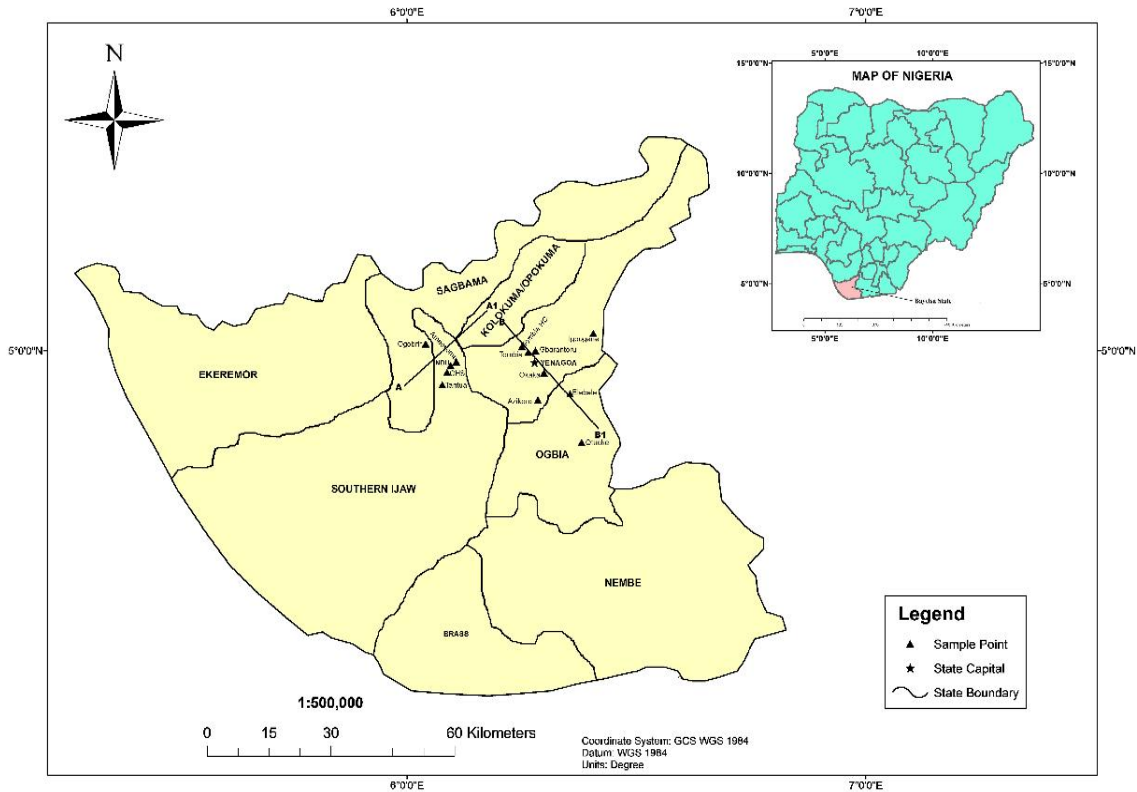 6°0'0"E
7°0'0"E
N
5°0'0"E
10°0'0"E
15°0'0"N
15°0'0"N
MAP OF NIGERIA
10°0'0"N
10°0'0"N
5°0'0"N
5°0'0"N
Bayelsa State
5°0'0"E
10°0'0"E
SAGBAMA
KOLOKUMA/OPOKUMA
A1
B
5°0'0"N
5°0'0"N
Tombia
Gbarantoru
YENAGOA
NDU
EKEREMOR
A
Okaka
B1
Otuoke
OGBIA
SOUTHERN IJAW
NEMBE
BRASS
Legend
Sample Point
State Capital
State Boundary
1:500,000
0 15 30 60 Kilometers
Coordinate System: GCS WGS 1984
Datum: WGS 1984
Units: Degree
6°0'0"E
7°0'0"E